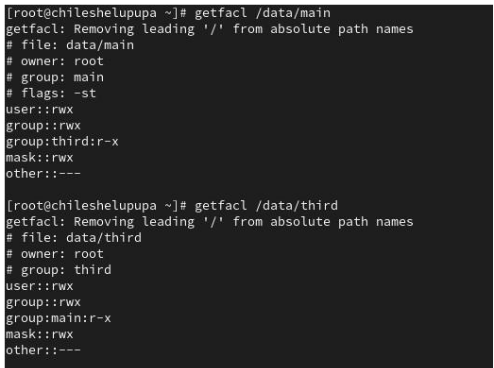 [root@chileshelupupa ~]# getfacl /data/main
getfacl: Removing leading '/' from absolute path names
# file: data/main
# owner: root
# group: main
# flags: -st
user::rwx
group::rwx
group:third:r-x
mask::rwx
other::---
[root@chileshelupupa ~]# getfacl /data/third
getfacl: Removing leading '/' from absolute path names
# file: data/third
# owner: root
# group: third
user::rwx
group::rwx
group:main:r-x
mask::rwx
other::---